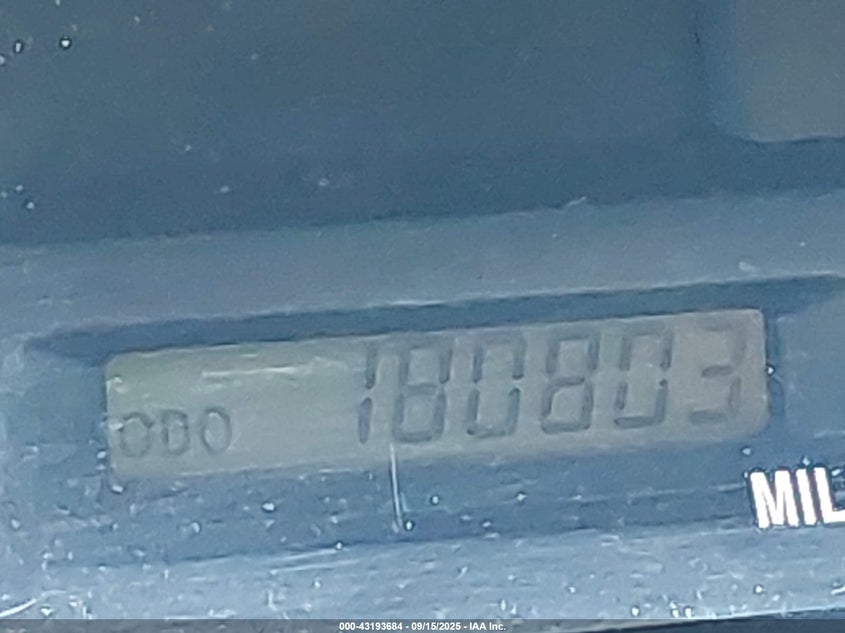 ODO 180803
MIL
000-43193684 - 09/15/2025 - IAA Inc.